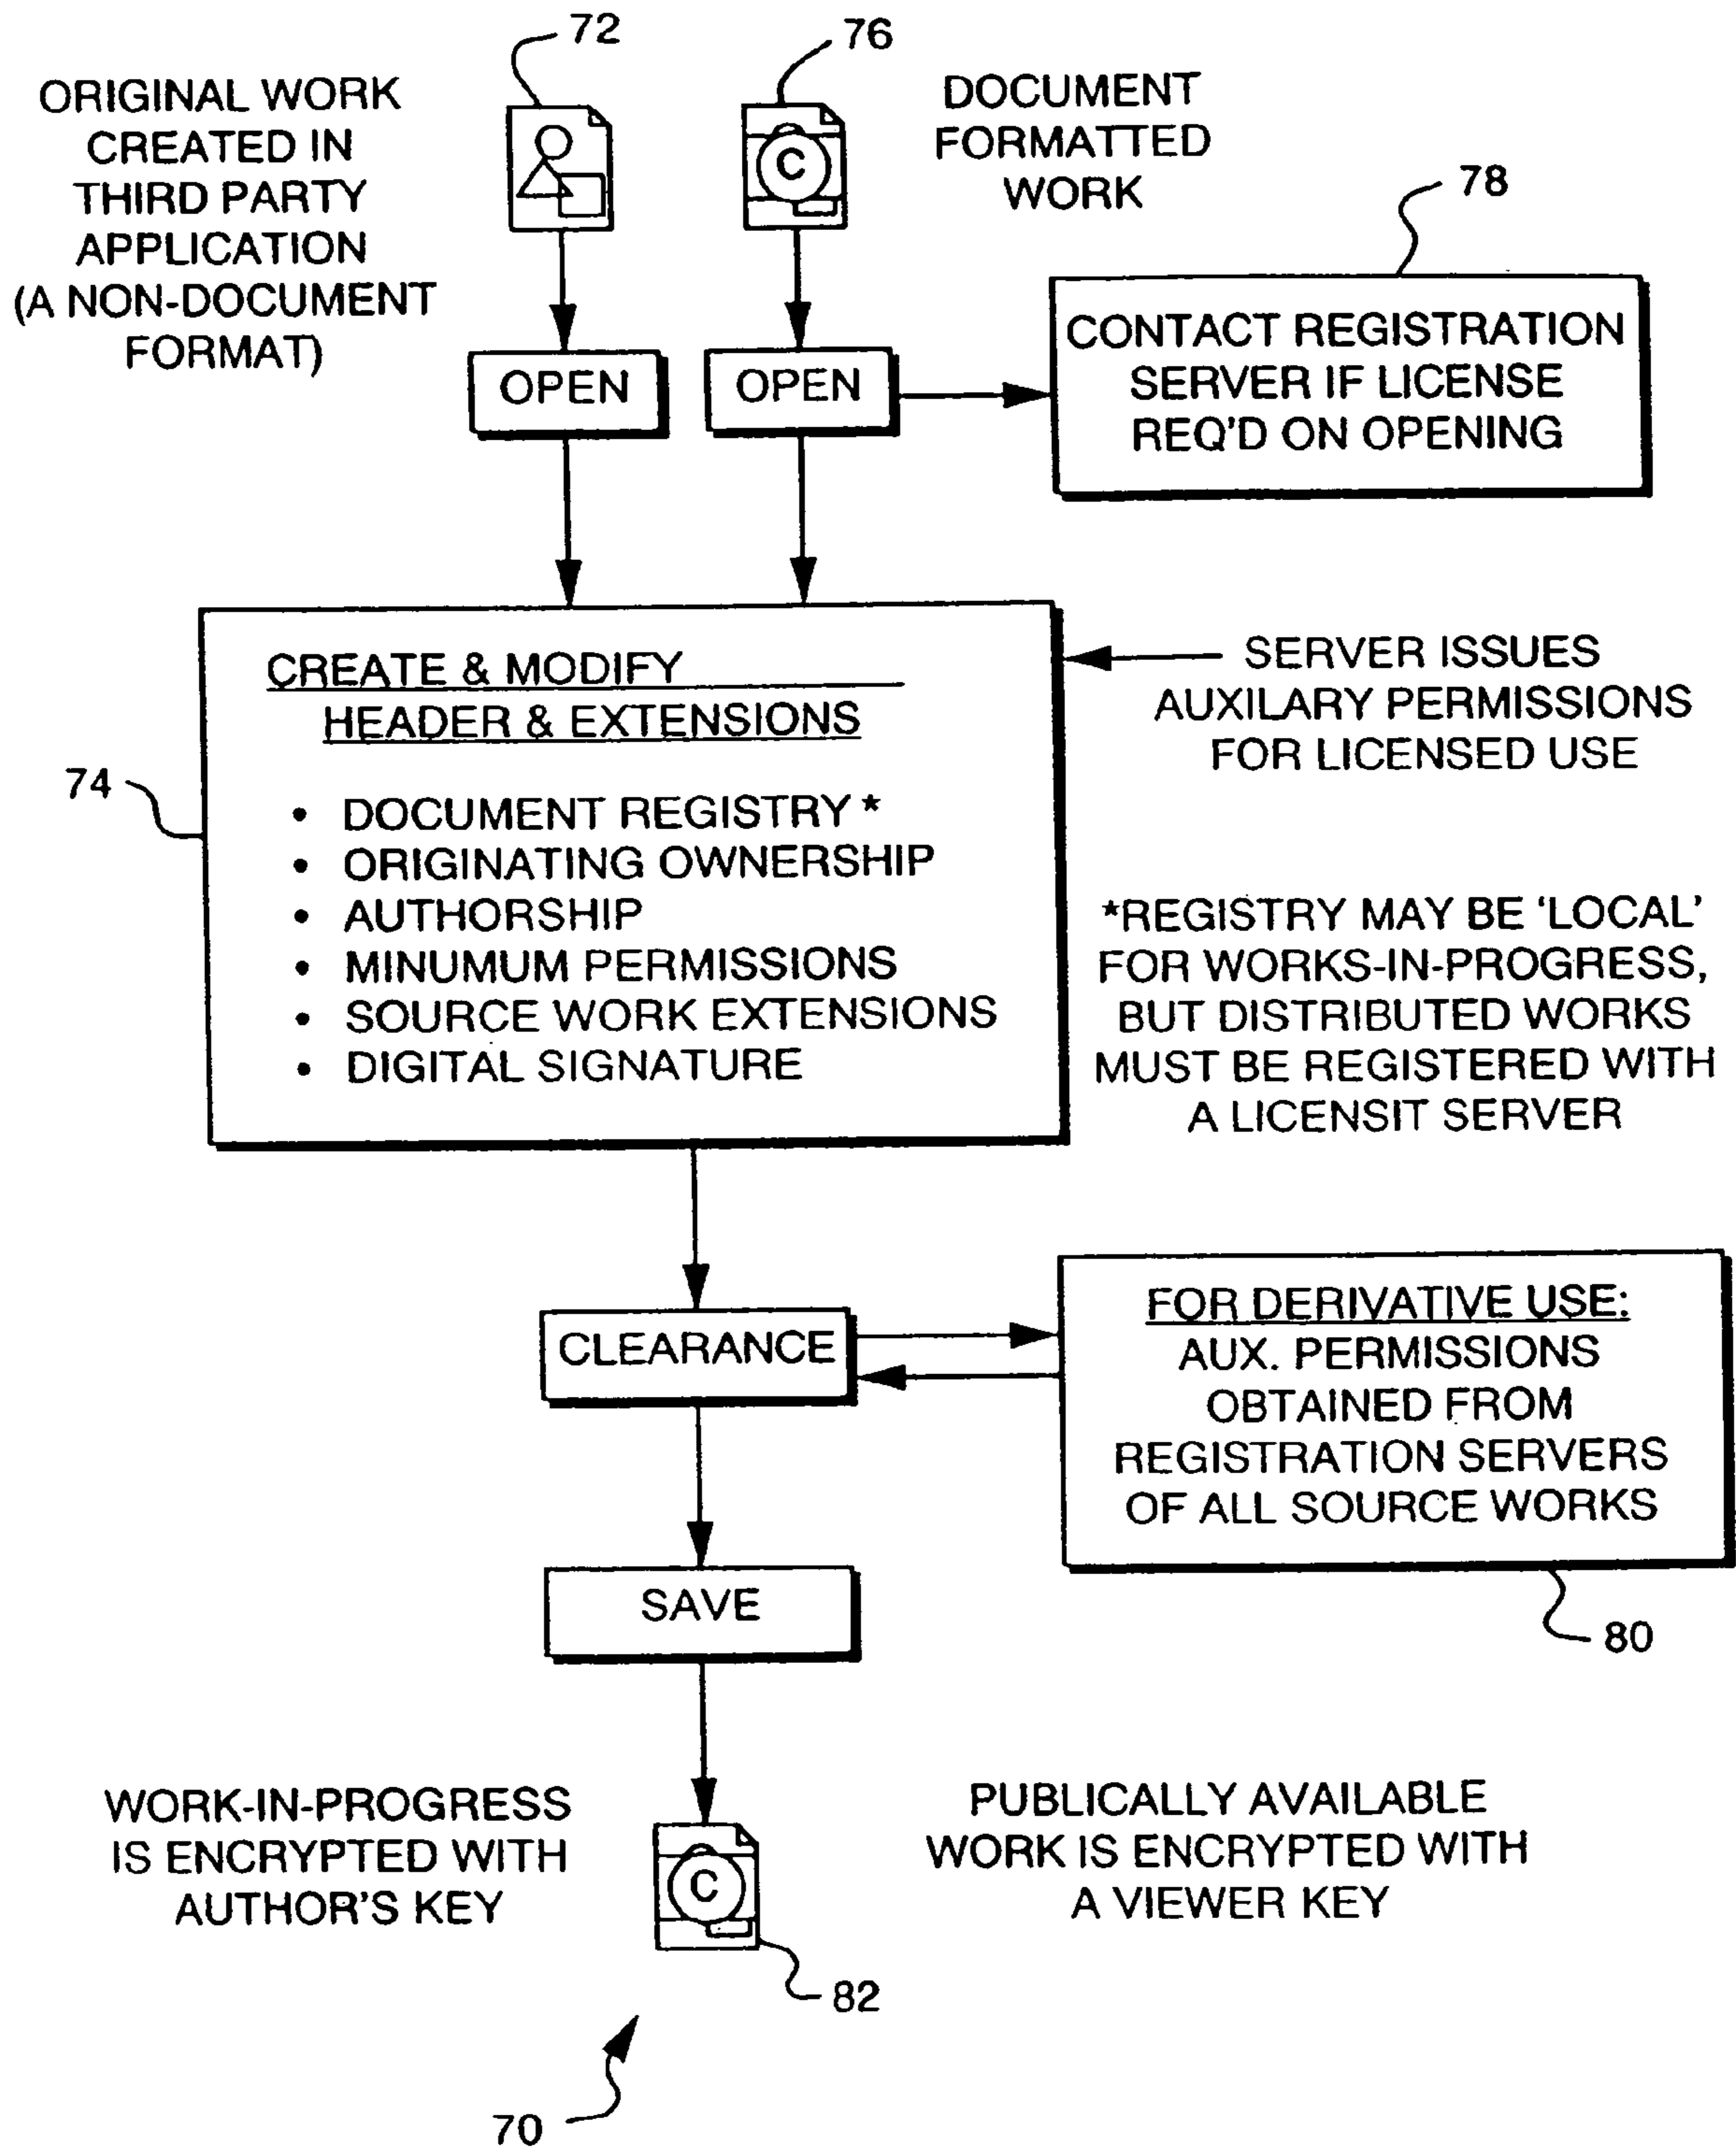 72
76
ORIGINAL WORK
CREATED IN
THIRD PARTY
APPLICATION
(A NON-DOCUMENT
FORMAT)
C
DOCUMENT
FORMATTED
WORK
78
OPEN
OPEN
CONTACT REGISTRATION
SERVER IF LICENSE
REQ'D ON OPENING
CREATE & MODIFY
HEADER & EXTENSIONS
74
• DOCUMENT REGISTRY *
• ORIGINATING OWNERSHIP
• AUTHORSHIP
• MINUMUM PERMISSIONS
• SOURCE WORK EXTENSIONS
• DIGITAL SIGNATURE
SERVER ISSUES
AUXILARY PERMISSIONS
FOR LICENSED USE
*REGISTRY MAY BE 'LOCAL'
FOR WORKS-IN-PROGRESS,
BUT DISTRIBUTED WORKS
MUST BE REGISTERED WITH
A LICENSIT SERVER
CLEARANCE
FOR DERIVATIVE USE:
AUX. PERMISSIONS
OBTAINED FROM
REGISTRATION SERVERS
OF ALL SOURCE WORKS
80
SAVE
WORK-IN-PROGRESS
IS ENCRYPTED WITH
AUTHOR'S KEY
C
82
PUBLICALLY AVAILABLE
WORK IS ENCRYPTED WITH
A VIEWER KEY
70